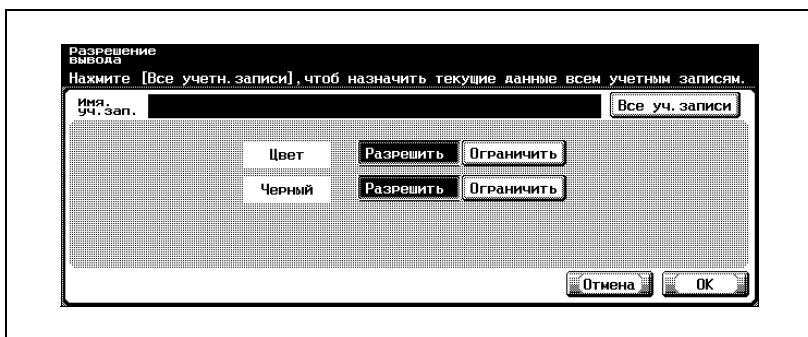 Разрешение
вывода
Нажмите [Все учетн.записи],чтоб назначить текущие данные всем учетным записям.
Имя.
уч.зап.
Все уч.записи
Цвет Разрешить Ограничить
Черный Разрешить Ограничить
Отмена OK